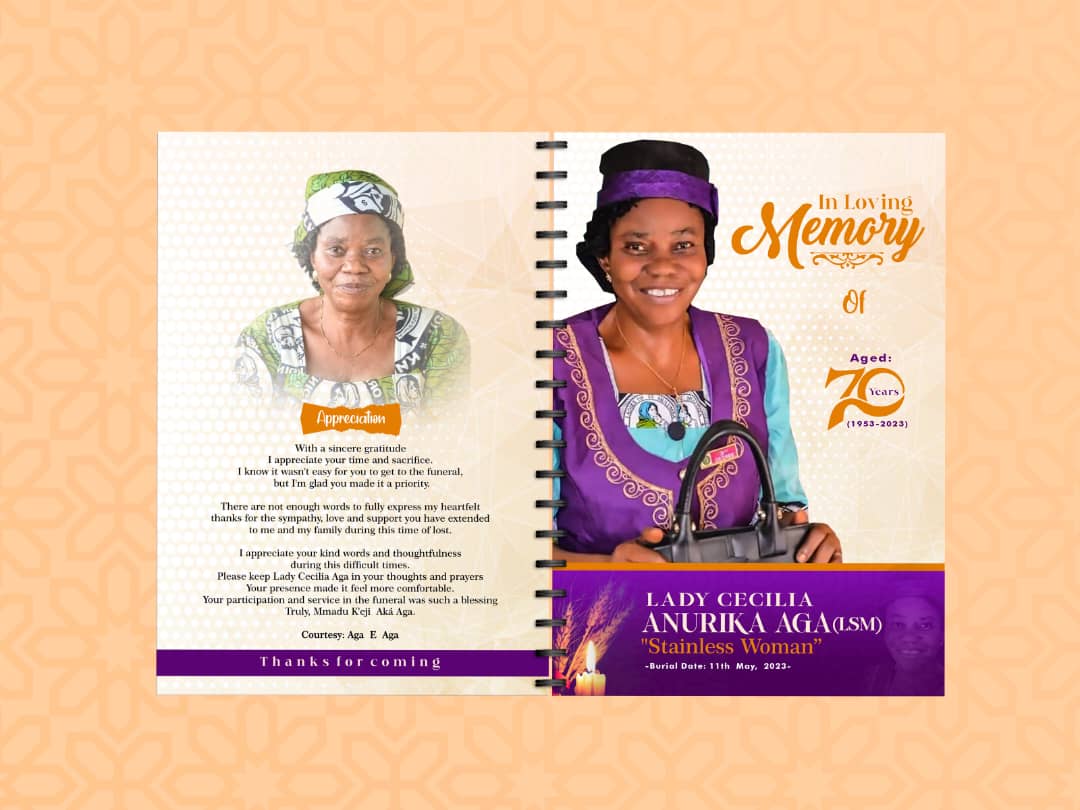 Appreciation
With a sincere gratitude
I appreciate your time and sacrifice.
I know it wasn't easy for you to get to the funeral,
but I'm glad you made it a priority.
There are not enough words to fully express my heartfelt
thanks for the sympathy, love and support you have extended
to me and my family during this time of lost.
I appreciate your kind words and thoughtfulness
during this difficult times.
Please keep Lady Cecilia Aga in your thoughts and prayers
Your presence made it feel more comfortable.
Your participation and service in the funeral was such a blessing
Truly, Mmadu K'eji Aká Aga.
Courtesy: Aga E Aga
Thanks for coming
In Loving
Memory
Of
Aged:
70 Years
(1953-2023)
LADY CECILIA
ANURIKA AGA (LSM)
"Stainless Woman"
-Burial Date: 11th May, 2023-